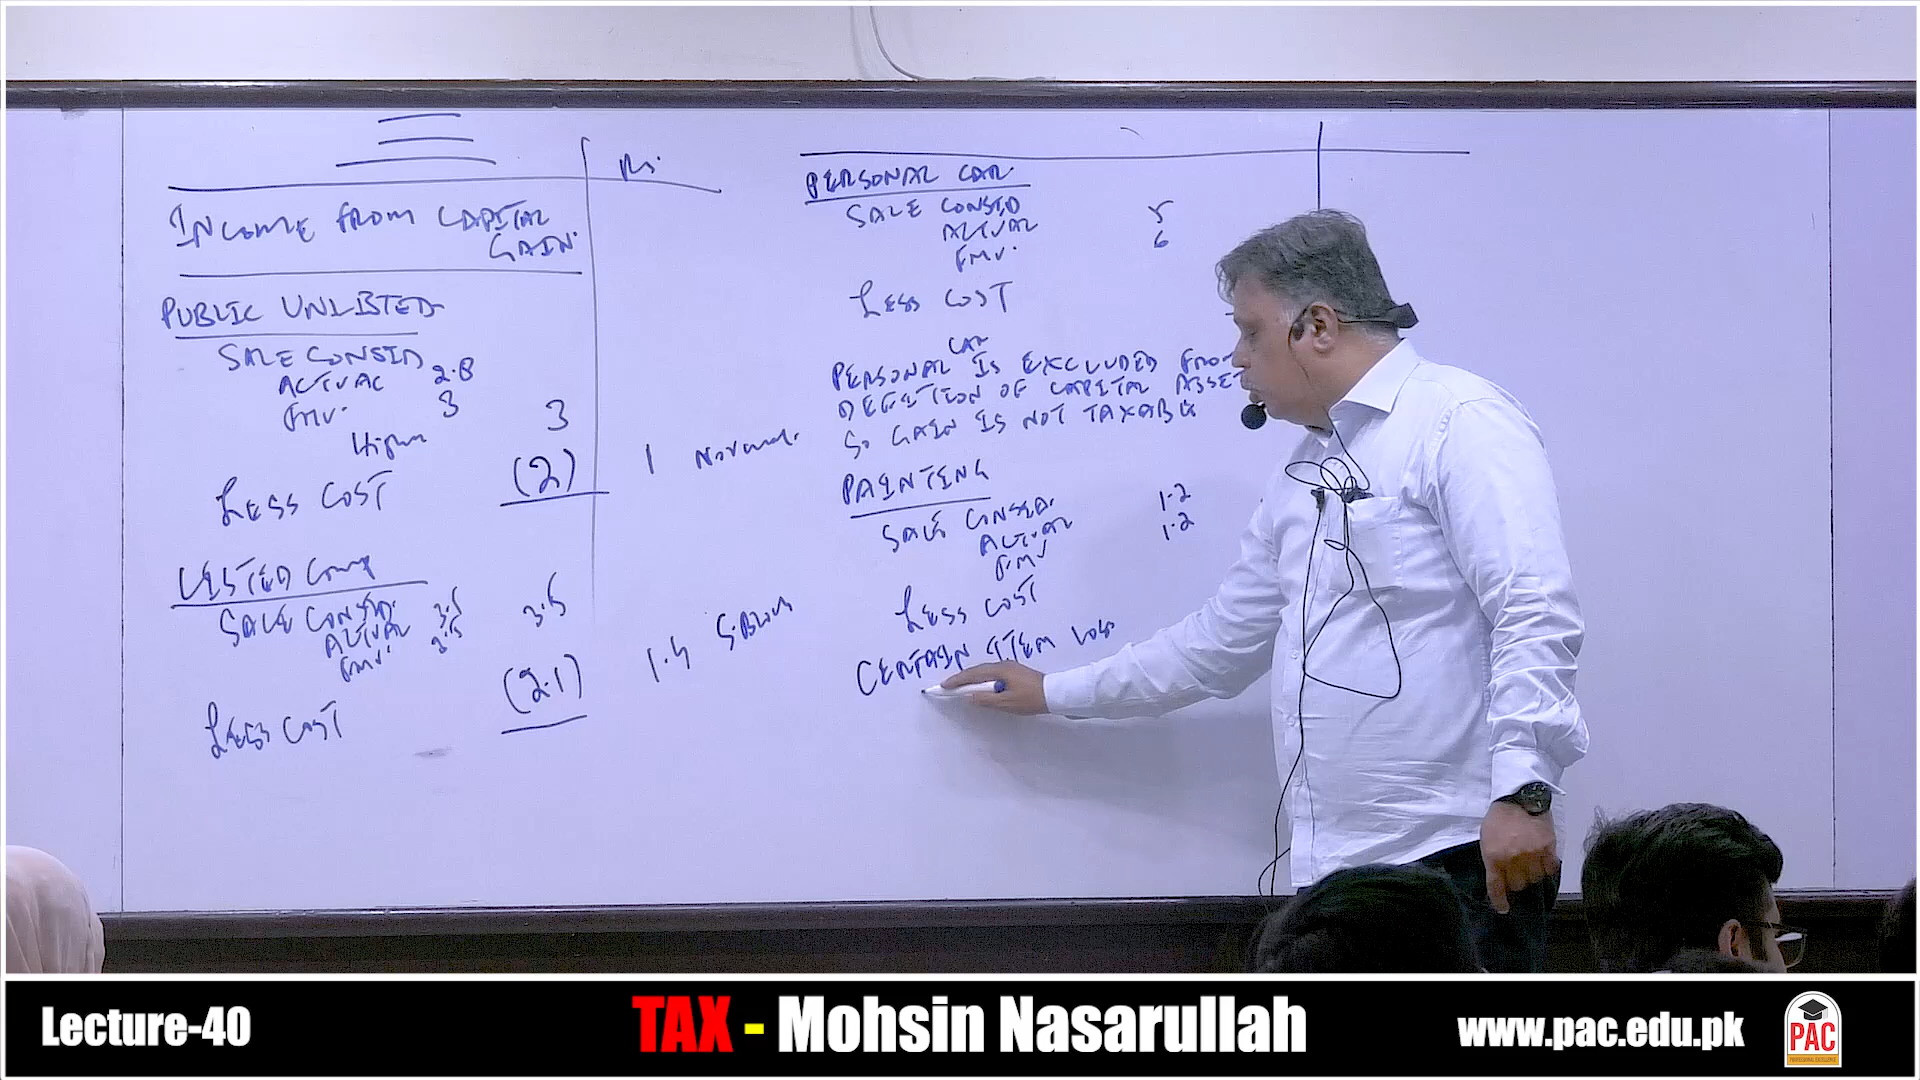 Rs.
INCOME FROM CAPITAL
GAIN.
PUBLIC UNLISTED
SALE CONSID
ACTUAL 2.8
FMV. 3
Higher 3
LESS COST (2) 1 Normal
LISTED Comp
SALE CONSID. 3.5
ACTUAL 3.5
FMV. 3.5
LESS COST (2.1) 1.4 S.Block
PERSONAL CAR.
SALE CONSID
ACTUAL 5
FMV. 6
LESS COST
CAR
PERSONAL IS EXCLUDED FROM
DEFITION OF CAPITAL ASSET
SO GAIN IS NOT TAXABLE
PAINTING
SALE CONSID.
ACTUAL 1.2
FMV 1.2
LESS COST
CERTAIN ITEM LOSS
Lecture-40
TAX - Mohsin Nasarullah
www.pac.edu.pk
PAC